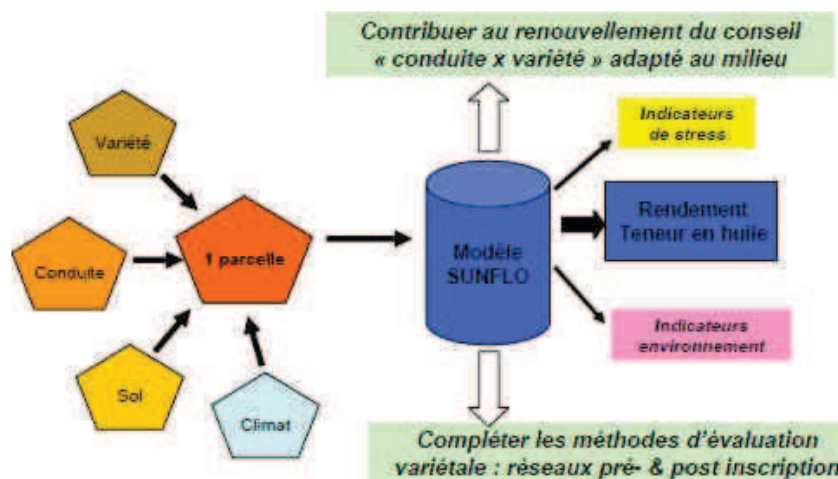 Contribuer au renouvellement du conseil
« conduite x variété » adapté au milieu
Variété
Conduite
Sol
Climat
1 parcelle
Modèle
SUNFLO
Indicateurs
de stress
Rendement
Teneur en huile
Indicateurs
environnement
Compléter les méthodes d'évaluation
variétale : réseaux pré- & post inscription